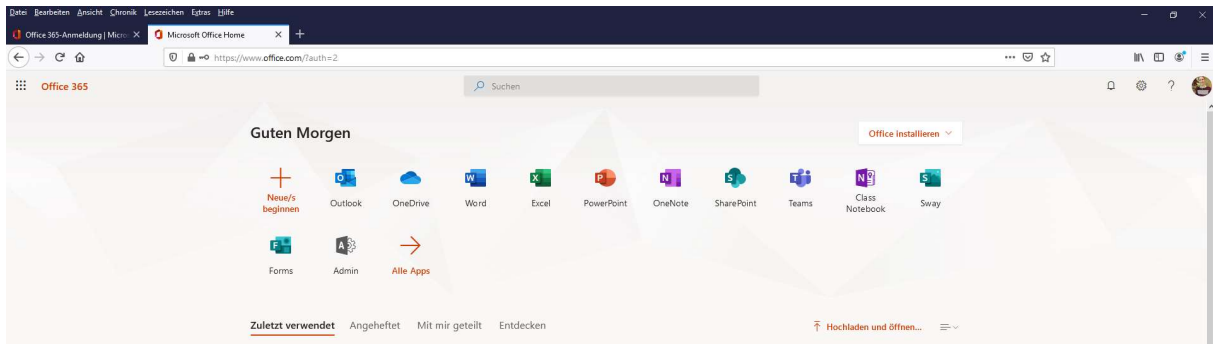 Datei Bearbeiten Ansicht Chronik Lesezeichen Extras Hilfe
Office 365-Anmeldung | Micros Microsoft Office Home
https://www.office.com/?auth=2
Office 365 Suchen
Guten Morgen Office installieren
Neue/s beginnen Outlook OneDrive Word Excel PowerPoint OneNote SharePoint Teams Class Notebook Sway
Forms Admin Alle Apps
Zuletzt verwendet Angeheftet Mit mir geteilt Entdecken Hochladen und öffnen...